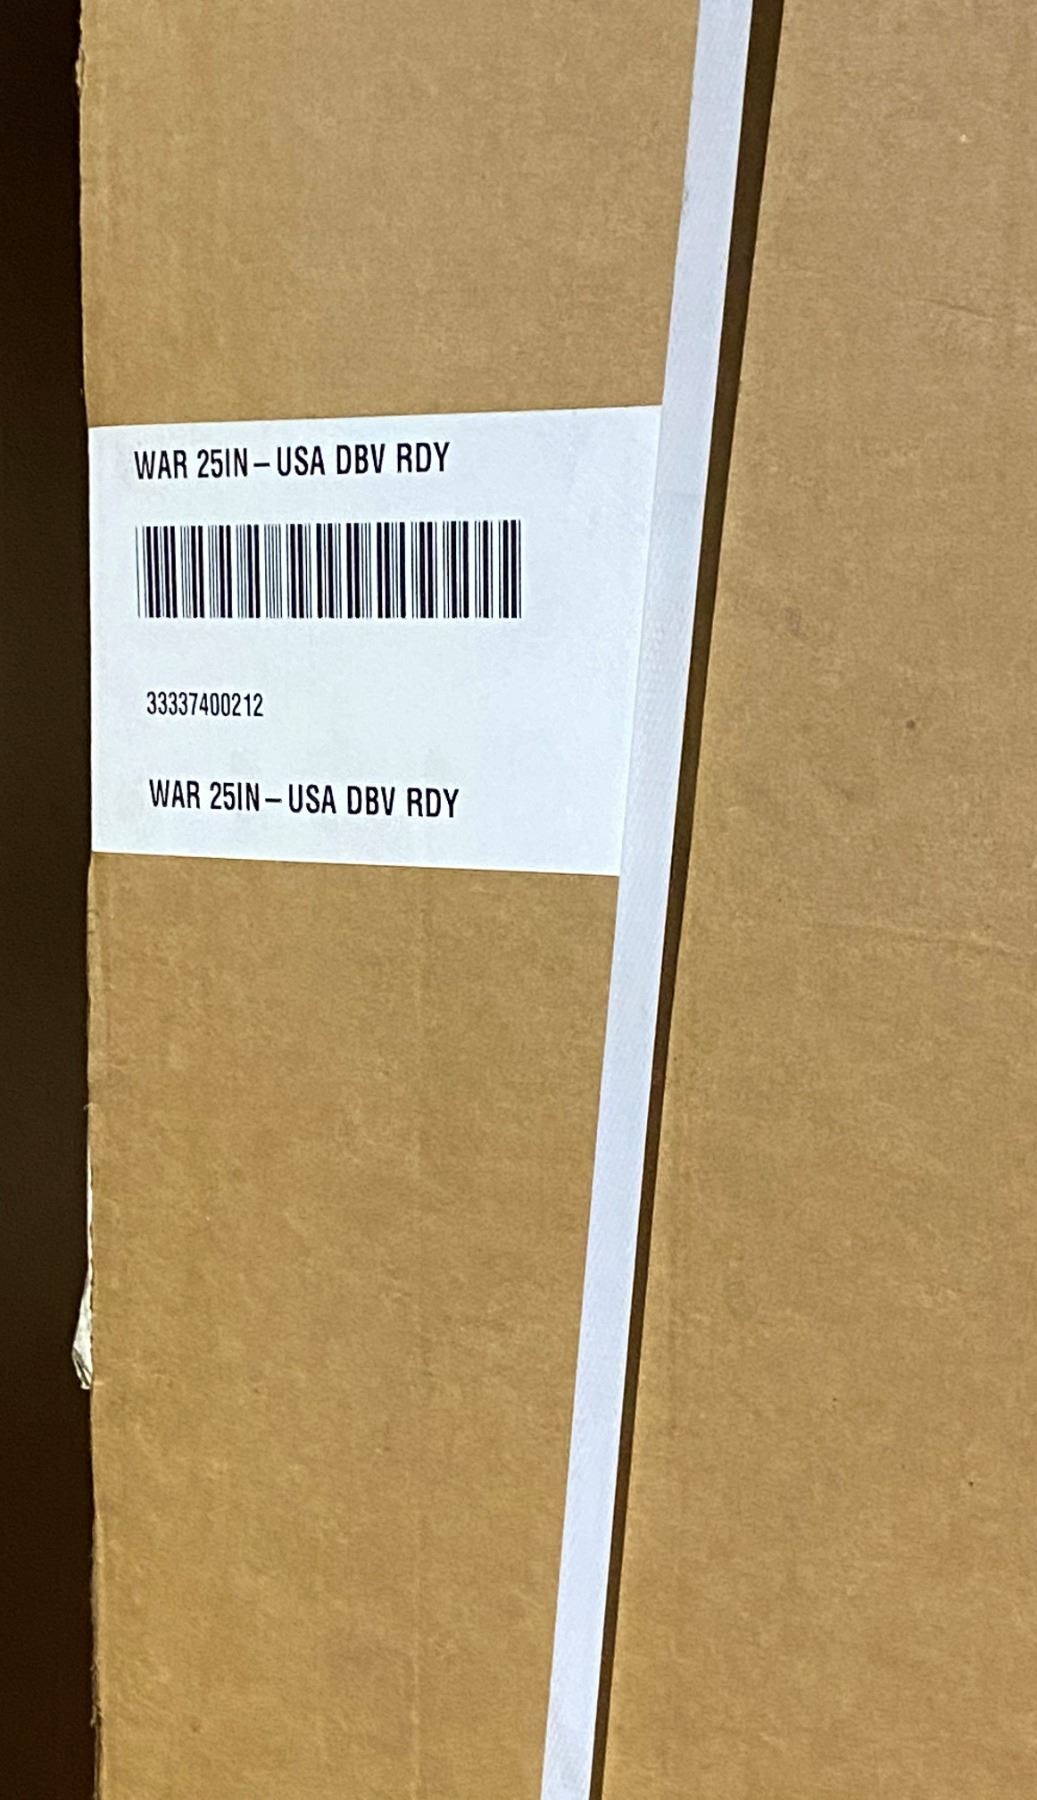 WAR 25IN – USA DBV RDY
33337400212
WAR 25IN – USA DBV RDY